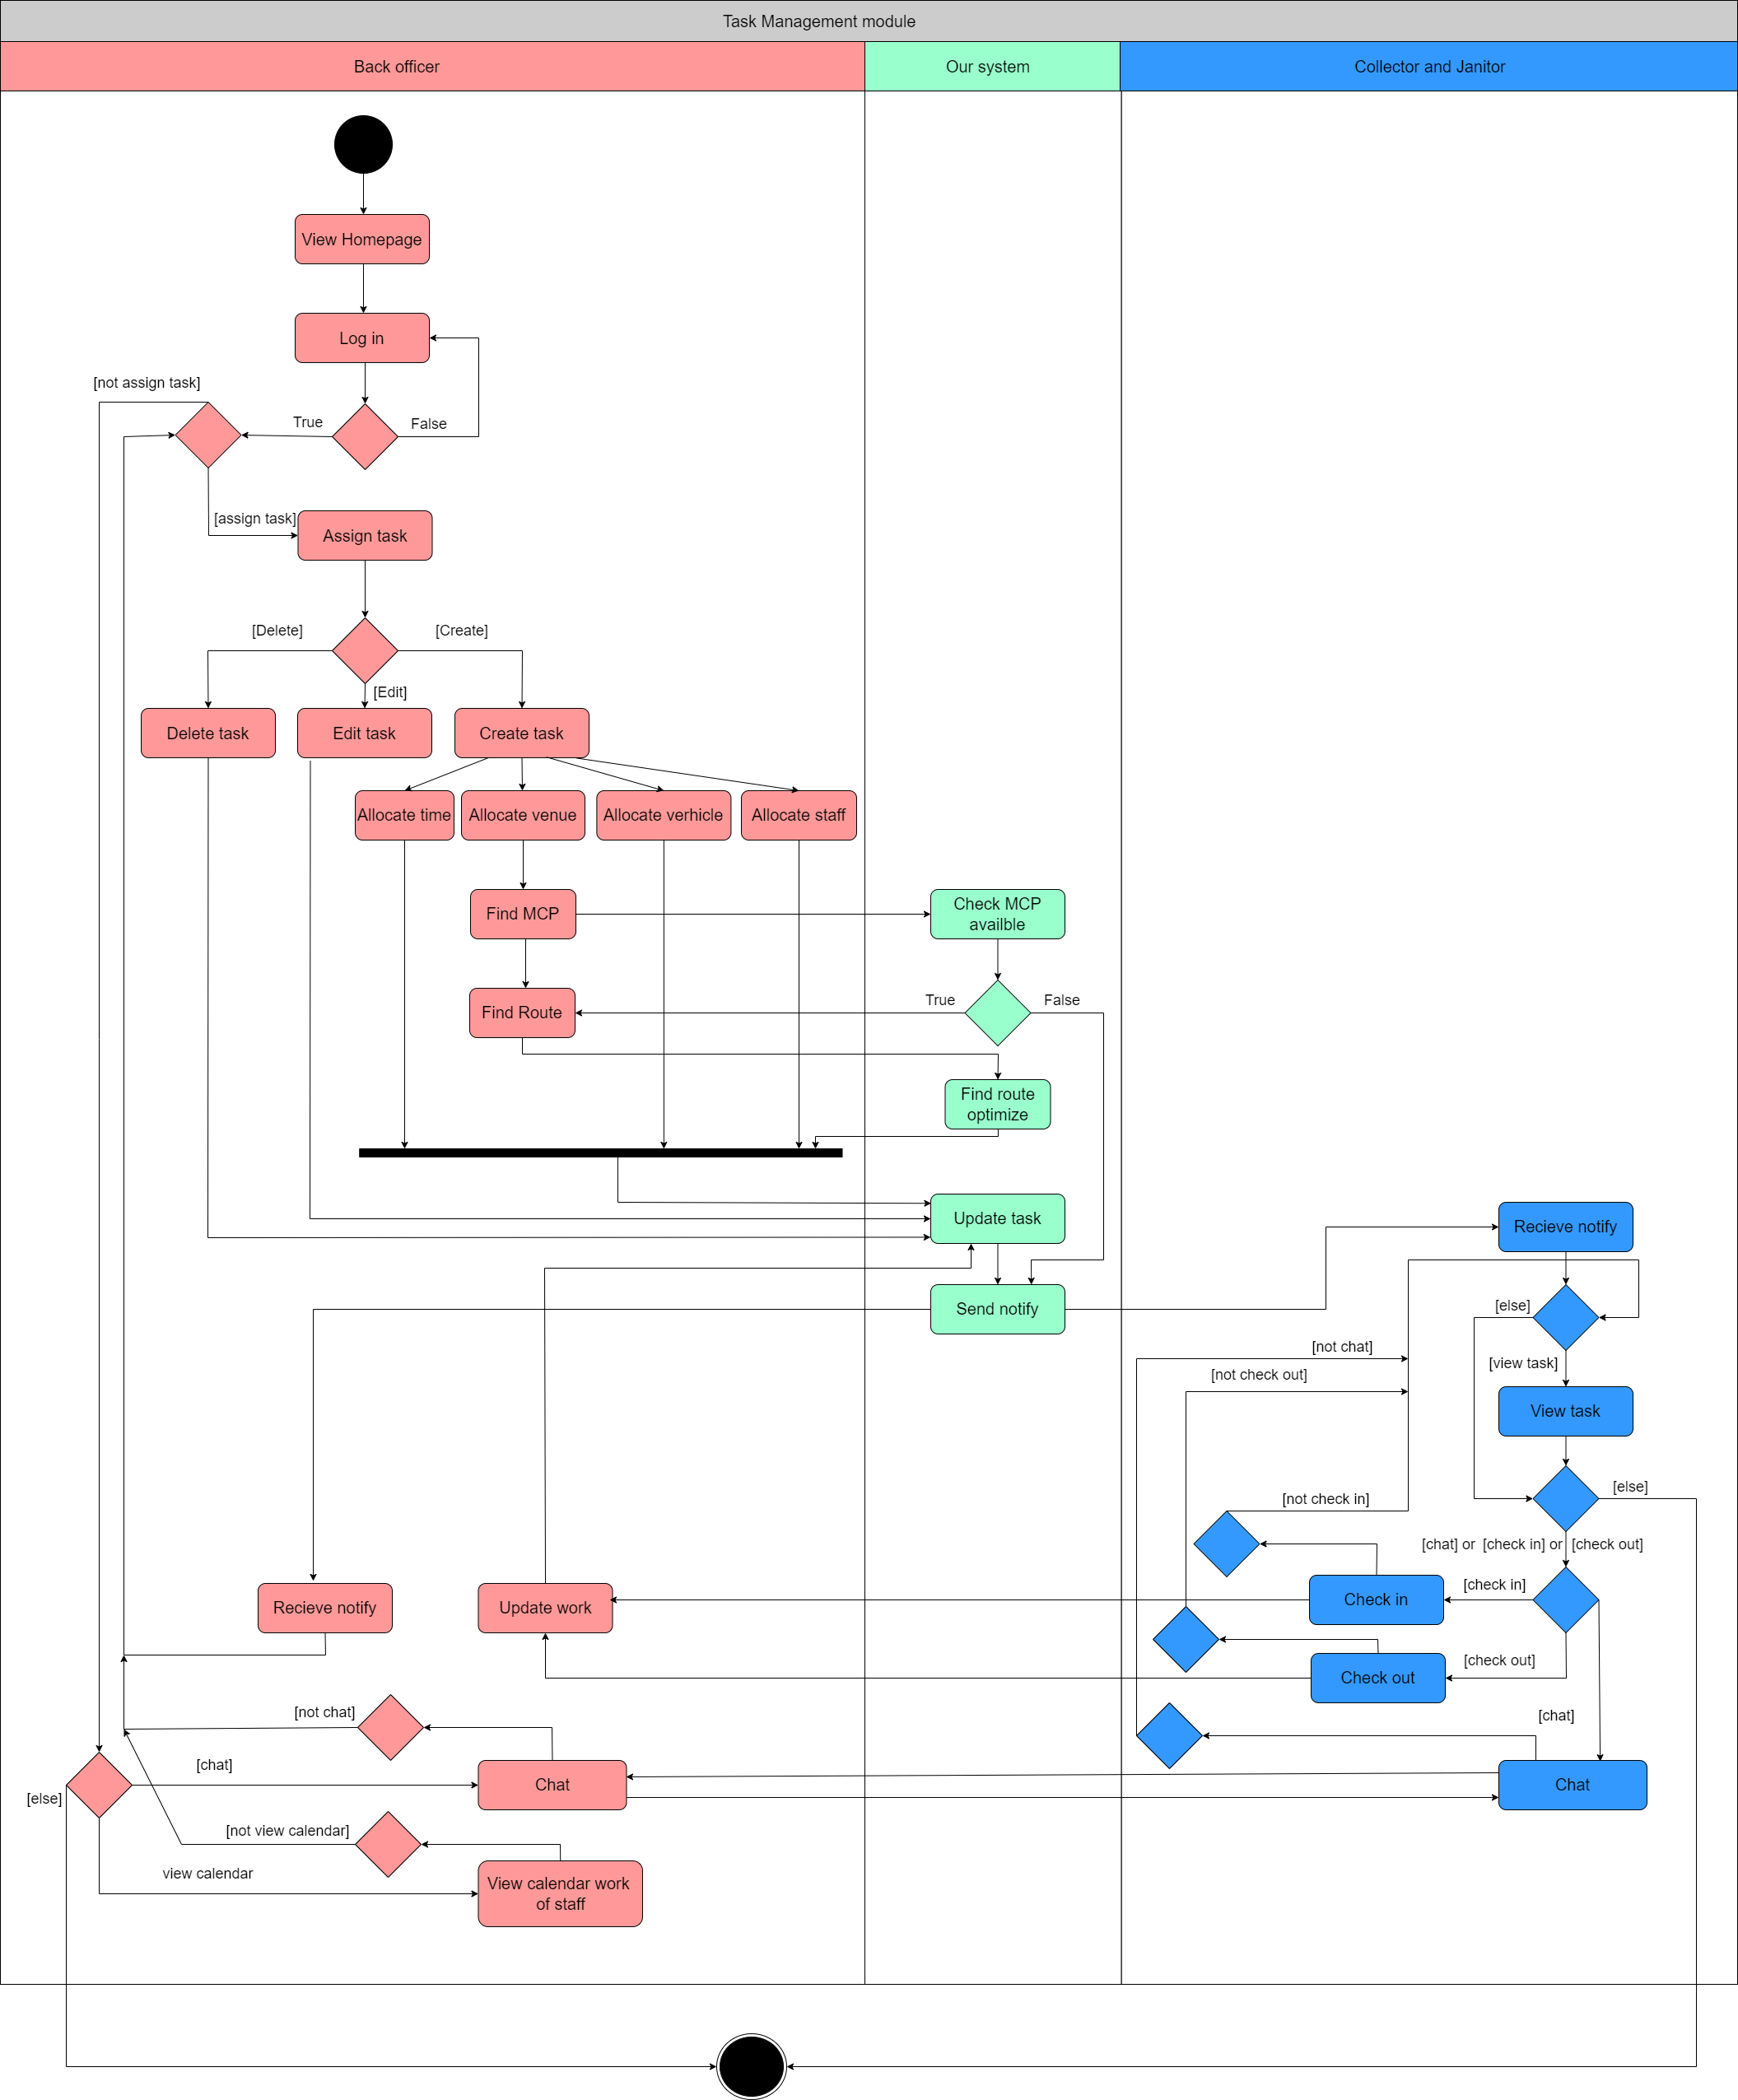 Task Management module
Back officer
Our system
Collector and Janitor
View Homepage
Log in
[not assign task]
True
False
[assign task]
Assign task
[Delete]
[Create]
[Edit]
Delete task
Edit task
Create task
Allocate time
Allocate venue
Allocate verhicle
Allocate staff
Find MCP
Check MCP
availble
True
False
Find Route
Find route
optimize
Update task
Recieve notify
Send notify
[else]
[not chat]
[view task]
[not check out]
View task
[else]
[not check in]
[chat] or [check in] or
[check out]
[check in]
Check in
Recieve notify
Update work
[check out]
Check out
[not chat]
[chat]
[chat]
Chat
Chat
[else]
[not view calendar]
view calendar
View calendar work
of staff